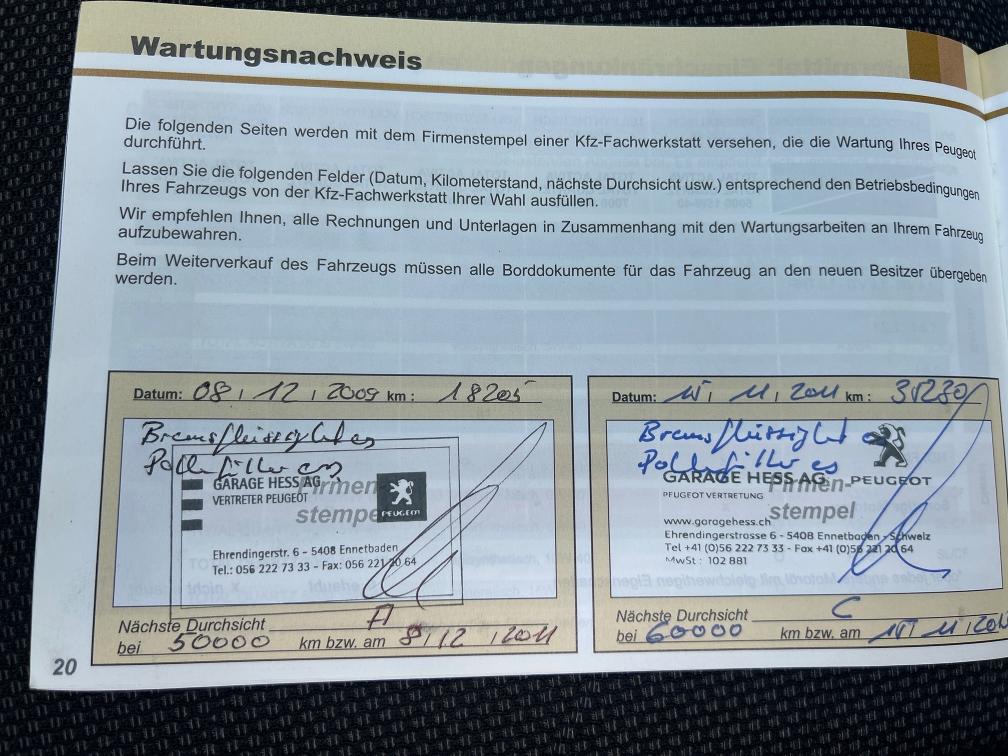 Wartungsnachweis
Die folgenden Seiten werden mit dem Firmenstempel einer Kfz-Fachwerkstatt versehen, die die Wartung Ihres Peugeot
durchführt.
Lassen Sie die folgenden Felder (Datum, Kilometerstand, nächste Durchsicht usw.) entsprechend den Betriebsbedingungen
Ihres Fahrzeugs von der Kfz-Fachwerkstatt Ihrer Wahl ausfüllen.
Wir empfehlen Ihnen, alle Rechnungen und Unterlagen in Zusammenhang mit den Wartungsarbeiten an Ihrem Fahrzeug
aufzubewahren.
Beim Weiterverkauf des Fahrzeugs müssen alle Borddokumente für das Fahrzeug an den neuen Besitzer übergeben
werden.
Datum: 08, 12, 2009 km: 18205
Bremsflüssigkeit
Pollenfilter
GARAGE HESS AG
VERTRETER PEUGEOT
Firmen-
stempel
PEUGEOT
Ehrendingerstr. 6 - 5408 Ennetbaden
Tel.: 056 222 73 33 - Fax: 056 221 20 64
Nächste Durchsicht A
bei 50000 km bzw. am 8, 12, 2011
Datum: 11, 2011 km:
Bremsflüssigkeit
Pollenfilter
GARAGE HESS AG
PEUGEOT VERTRETUNG
Firmen-
stempel
PEUGEOT
www.garagehess.ch
Ehrendingerstrasse 6 - 5408 Ennetbaden - Schweiz
Tel +41 (0)56 222 73 33 - Fax +41 (0)56 221 20 64
MwSt: 102 881
Nächste Durchsicht C
bei 60000 km bzw. am
20